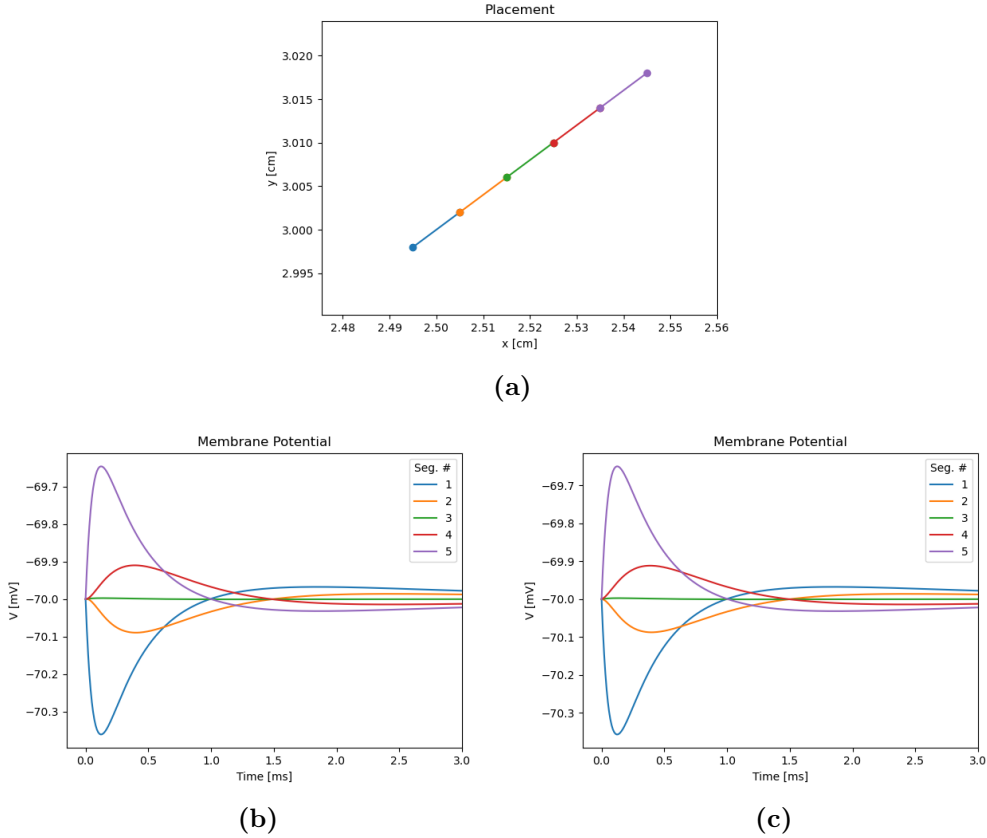 Placement
3.020
3.015
3.010
3.005
3.000
2.995
y [cm]
2.48 2.49 2.50 2.51 2.52 2.53 2.54 2.55 2.56
x [cm]
(a)
Membrane Potential
Seg. #
1
2
3
4
5
−69.7
−69.8
−69.9
−70.0
−70.1
−70.2
−70.3
V [mV]
0.0 0.5 1.0 1.5 2.0 2.5 3.0
Time [ms]
(b)
Membrane Potential
Seg. #
1
2
3
4
5
−69.7
−69.8
−69.9
−70.0
−70.1
−70.2
−70.3
V [mV]
0.0 0.5 1.0 1.5 2.0 2.5 3.0
Time [ms]
(c)